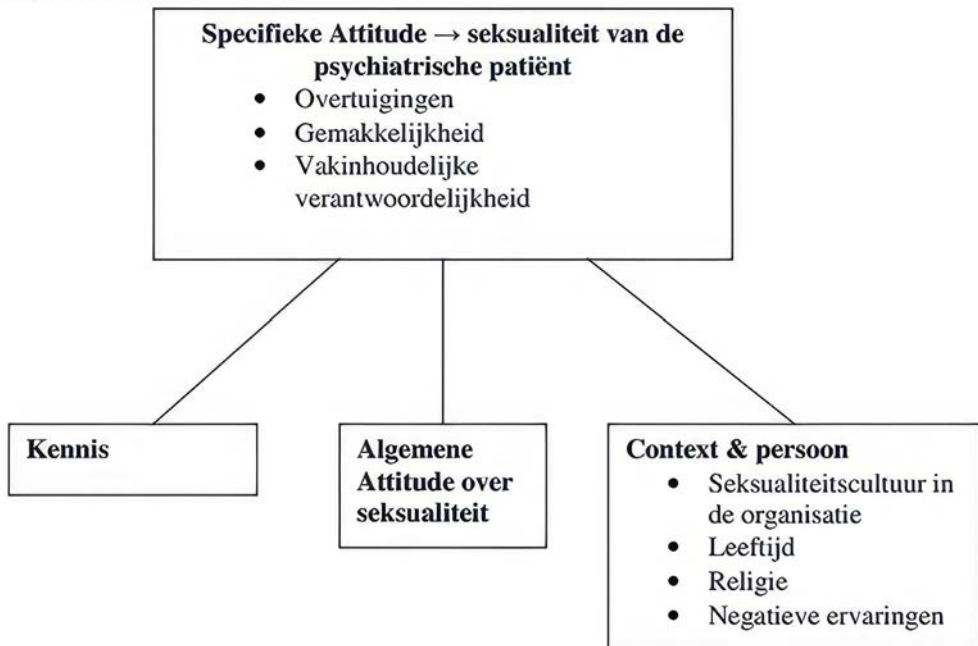 Specifieke Attitude → seksualiteit van de
psychiatrische patiënt
• Overtuigingen
• Gemakkelijkheid
• Vakinhoudelijke
verantwoordelijkheid
Kennis
Algemene
Attitude over
seksualiteit
Context & persoon
• Seksualiteitscultuur in
de organisatie
• Leeftijd
• Religie
• Negatieve ervaringen